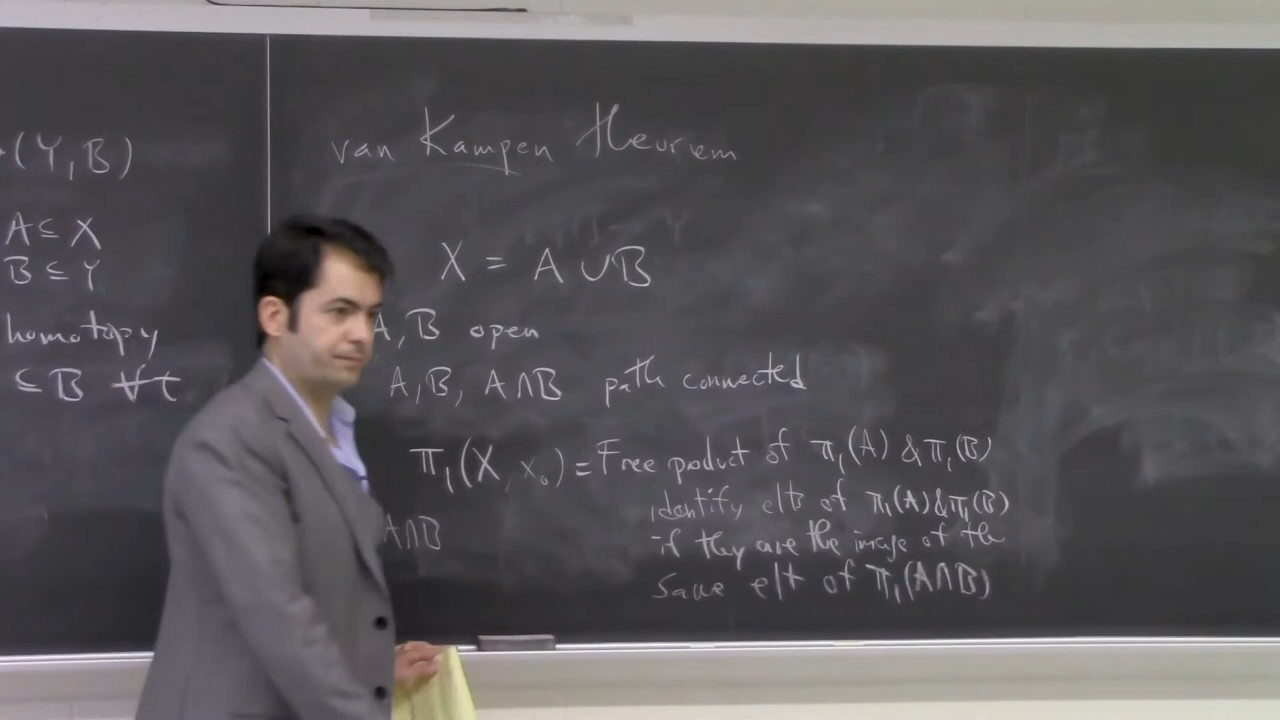 (Y,B)
A ⊆ X
B ⊆ Y
homotopy
⊆ B ∀t
van Kampen theorem
X = A ∪ B
A, B open
A, B, A∩B path connected
π₁(X, x₀) = Free product of π₁(A) & π₁(B)
identify elts of π₁(A) & π₁(B)
if they are the image of the
same elt of π₁(A∩B)
A∩B